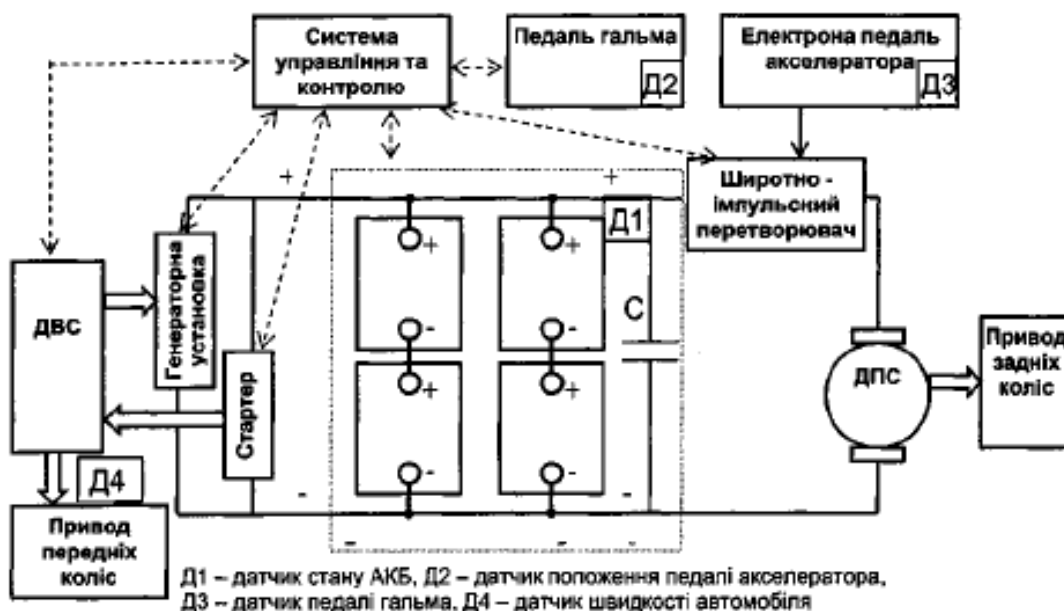 Система
управління та
контролю
Педаль гальма
Д2
Електрона педаль
акселератора
Д3
Широтно -
імпульсний
перетворювач
+
+
Д1
ДВС
Генераторна
установка
Стартер
+
+
-
-
С
+
+
-
-
ДПС
Привод
задніх
коліс
Д4
Привод
передніх
коліс
-
-
-
-
-
Д1 – датчик стану АКБ, Д2 – датчик положення педалі акселератора,
Д3 – датчик педалі гальма, Д4 – датчик швидкості автомобіля